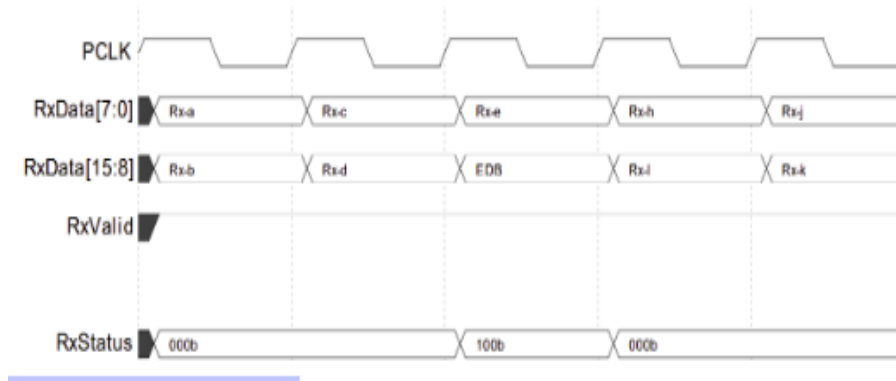 PCLK
RxData[7:0] Rx-a Rx-c Rx-e Rx-h Rx-j
RxData[15:8] Rx-b Rx-d EDB Rx-i Rx-k
RxValid
RxStatus 000b 100b 000b